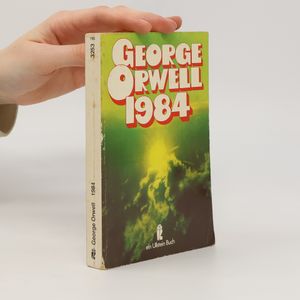 GEORGE
ORWELL
1984
ein Ullstein Buch
George Orwell 1984
3253